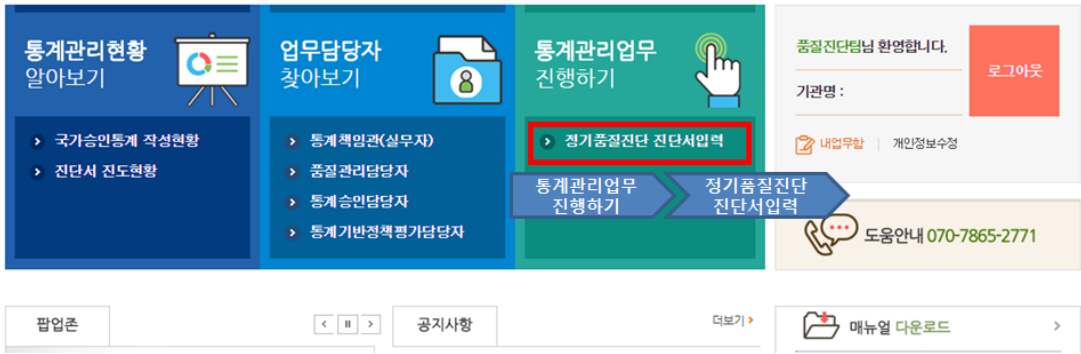 통계관리현황
알아보기
국가승인통계 작성현황
진단서 진도현황
업무담당자
찾아보기
통계책임관(실무자)
품질관리담당자
통계승인담당자
통계기반정책평가담당자
통계관리업무
진행하기
정기품질진단 진단서입력
통계관리업무
진행하기
정기품질진단
진단서입력
품질진단팀님 환영합니다.
로그아웃
기관명 :
내업무함
개인정보수정
도움안내 070-7865-2771
팝업존
공지사항
더보기
매뉴얼 다운로드